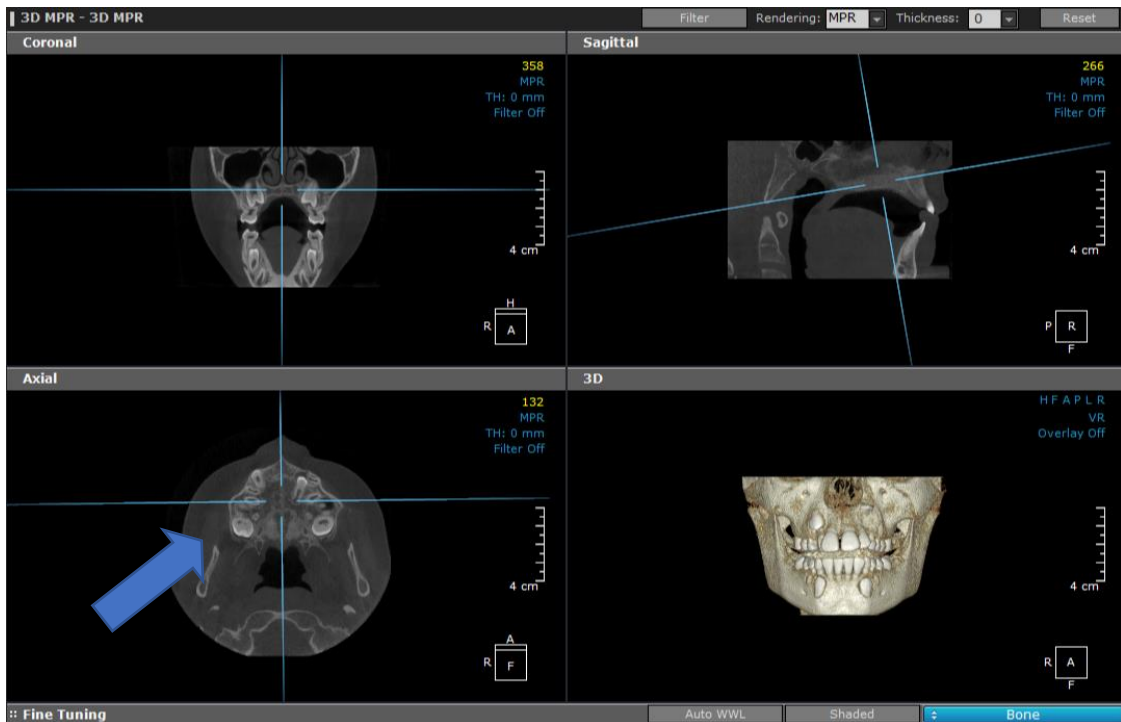 3D MPR - 3D MPR Filter Rendering: MPR Thickness: 0 Reset
Coronal
358
MPR
TH: 0 mm
Filter Off
4 cm
H
R A
Sagittal
266
MPR
TH: 0 mm
Filter Off
4 cm
P R
F
Axial
132
MPR
TH: 0 mm
Filter Off
4 cm
A
R F
3D
H F A P L R
VR
Overlay Off
4 cm
R A
F
:: Fine Tuning Auto WWL Shaded Bone